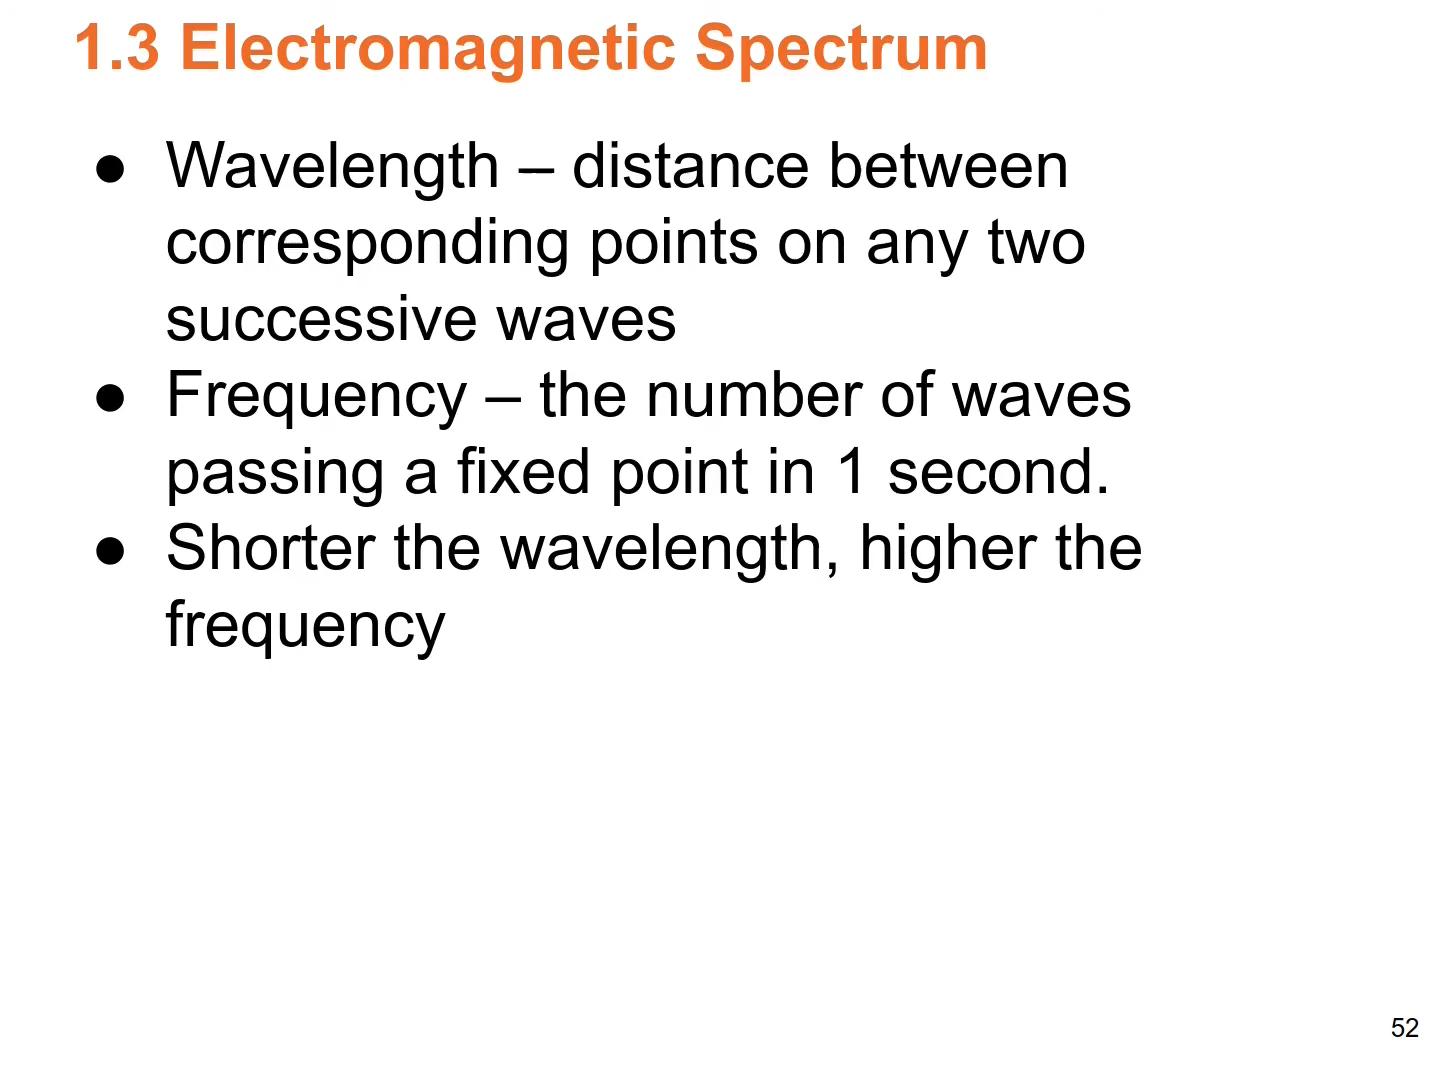 1.3 Electromagnetic Spectrum
● Wavelength – distance between
corresponding points on any two
successive waves
● Frequency – the number of waves
passing a fixed point in 1 second.
● Shorter the wavelength, higher the
frequency
52